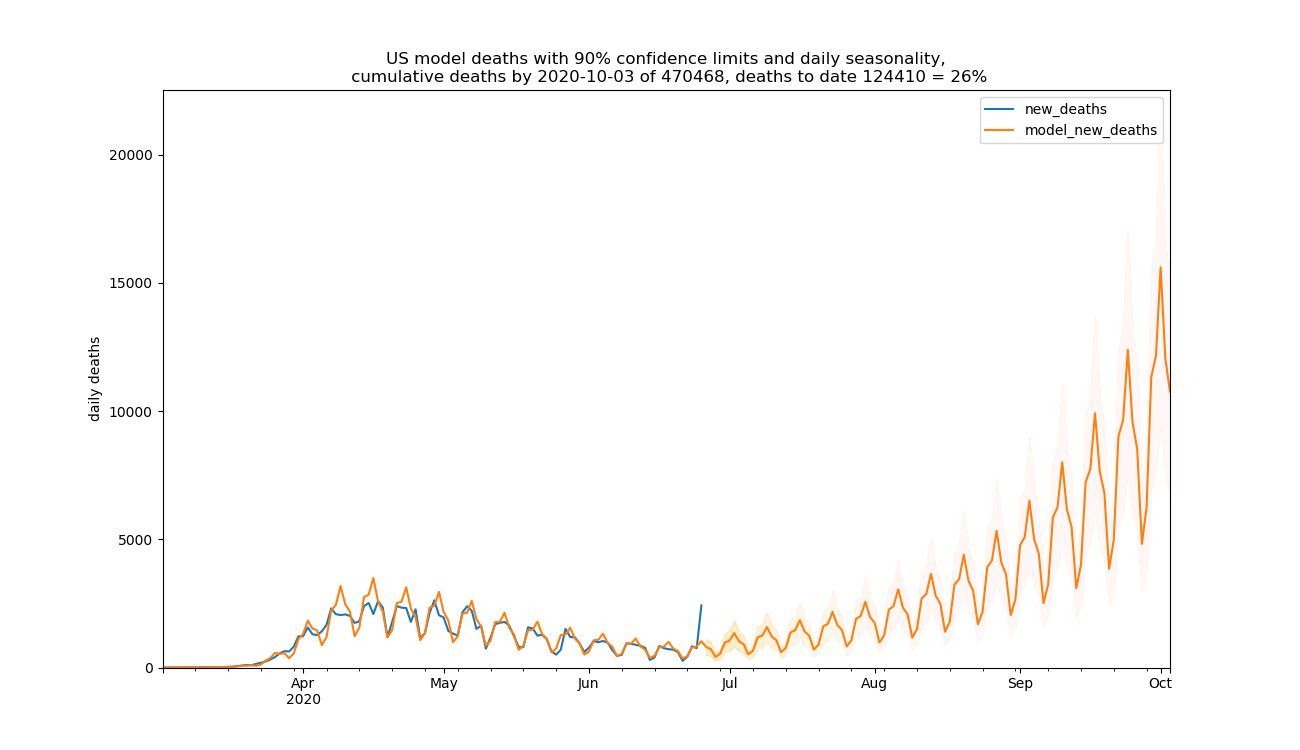 US model deaths with 90% confidence limits and daily seasonality,
cumulative deaths by 2020-10-03 of 470468, deaths to date 124410 = 26%
new_deaths
model_new_deaths
daily deaths
20000
15000
10000
5000
0
Apr
2020
May
Jun
Jul
Aug
Sep
Oct